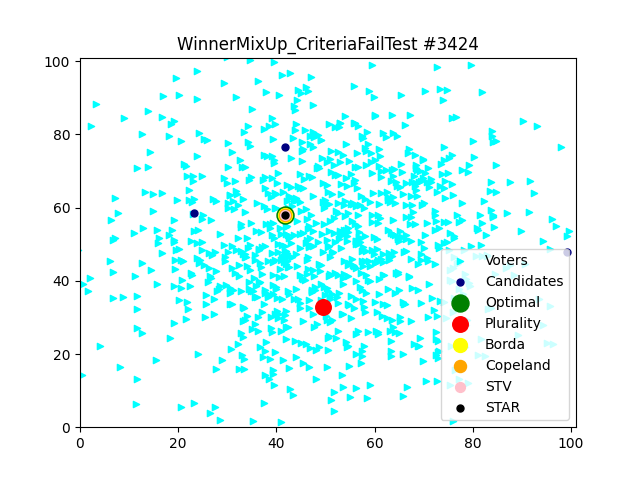 WinnerMixUp_CriteriaFailTest #3424
100
80
60
40
20
0
0 20 40 60 80 100
Voters
Candidates
Optimal
Plurality
Borda
Copeland
STV
STAR